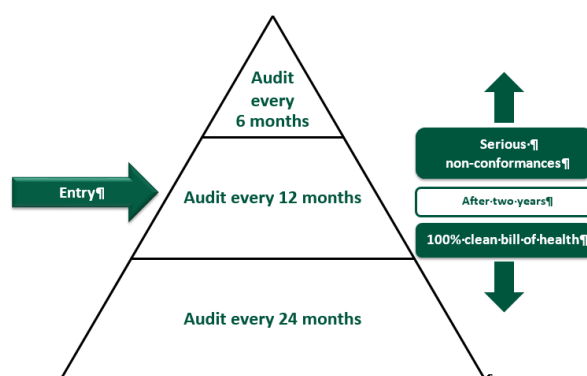 Audit
every
6 months
Serious·¶
non-conformances¶
Entry¶
Audit every 12 months
After·two·years¶
100%·clean·bill·of·health¶
Audit every 24 months